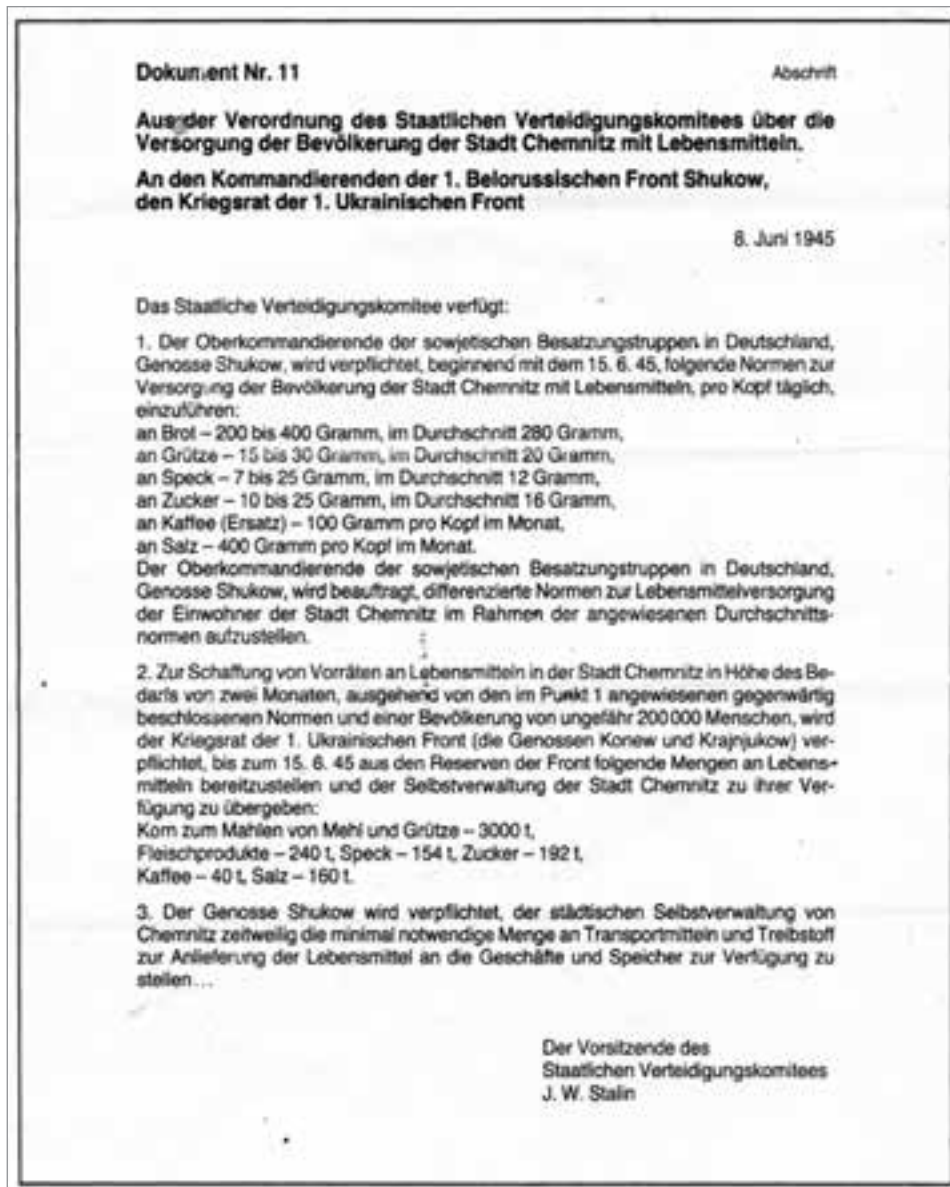 Dokument Nr. 11
Abschrift
Aus der Verordnung des Staatlichen Verteidigungskomitees über die
Versorgung der Bevölkerung der Stadt Chemnitz mit Lebensmitteln.
An den Kommandierenden der 1. Belorussischen Front Shukow,
den Kriegsrat der 1. Ukrainischen Front
8. Juni 1945
Das Staatliche Verteidigungskomitee verfügt:
1. Der Oberkommandierende der sowjetischen Besatzungstruppen in Deutschland,
Genosse Shukow, wird verpflichtet, beginnend mit dem 15. 6. 45, folgende Normen zur
Versorgung der Bevölkerung der Stadt Chemnitz mit Lebensmitteln, pro Kopf täglich,
einzuführen:
an Brot – 200 bis 400 Gramm, im Durchschnitt 280 Gramm,
an Grütze – 15 bis 30 Gramm, im Durchschnitt 20 Gramm,
an Speck – 7 bis 25 Gramm, im Durchschnitt 12 Gramm,
an Zucker – 10 bis 25 Gramm, im Durchschnitt 16 Gramm,
an Kaffee (Ersatz) – 100 Gramm pro Kopf im Monat,
an Salz – 400 Gramm pro Kopf im Monat.
Der Oberkommandierende der sowjetischen Besatzungstruppen in Deutschland,
Genosse Shukow, wird beauftragt, differenzierte Normen zur Lebensmittelversorgung
der Einwohner der Stadt Chemnitz im Rahmen der angewiesenen Durchschnitts-
normen aufzustellen.
2. Zur Schaffung von Vorräten an Lebensmitteln in der Stadt Chemnitz in Höhe des Be-
darfs von zwei Monaten, ausgehend von den im Punkt 1 angewiesenen gegenwärtig
beschlossenen Normen und einer Bevölkerung von ungefähr 200000 Menschen, wird
der Kriegsrat der 1. Ukrainischen Front (die Genossen Konew und Krajnjukow) ver-
pflichtet, bis zum 15. 6. 45 aus den Reserven der Front folgende Mengen an Lebens-
mitteln bereitzustellen und der Selbstverwaltung der Stadt Chemnitz zu ihrer Ver-
fügung zu übergeben:
Korn zum Mahlen von Mehl und Grütze – 3000 t,
Fleischprodukte – 240 t, Speck – 154 t, Zucker – 192 t,
Kaffee – 40 t, Salz – 160 t.
3. Der Genosse Shukow wird verpflichtet, der städtischen Selbstverwaltung von
Chemnitz zeitweilig die minimal notwendige Menge an Transportmitteln und Treibstoff
zur Anlieferung der Lebensmittel an die Geschäfte und Speicher zur Verfügung zu
stellen...
Der Vorsitzende des
Staatlichen Verteidigungskomitees
J. W. Stalin